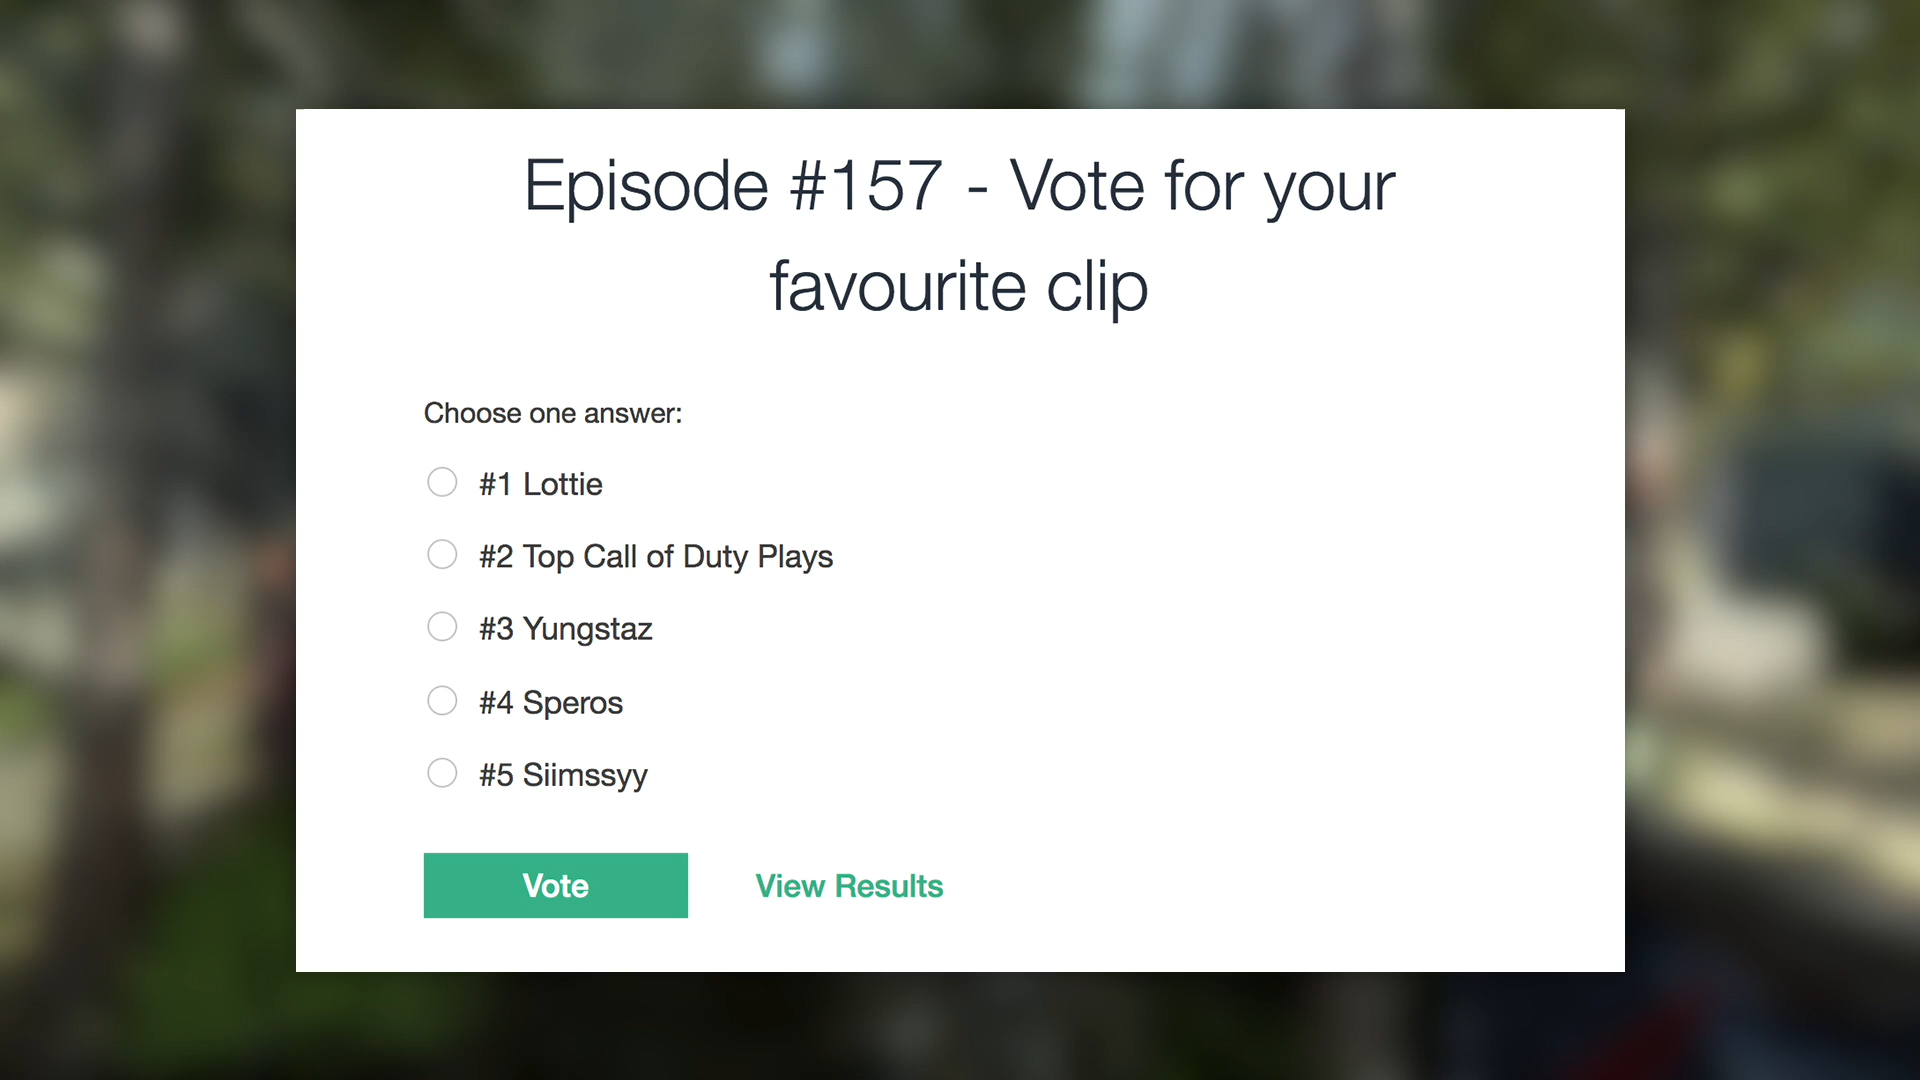 Episode #157 - Vote for your
favourite clip
Choose one answer:
#1 Lottie
#2 Top Call of Duty Plays
#3 Yungstaz
#4 Speros
#5 Siimssyy
Vote
View Results